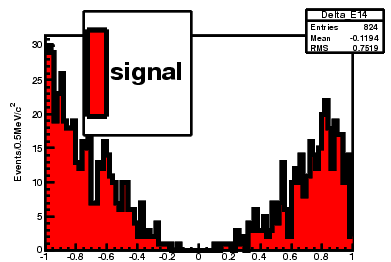 Delta_E14
Entries 824
Mean -0.1194
RMS 0.7519
signal
Events/0.5MeV/c²
30
25
20
15
10
5
0
-1 -0.8 -0.6 -0.4 -0.2 0 0.2 0.4 0.6 0.8 1